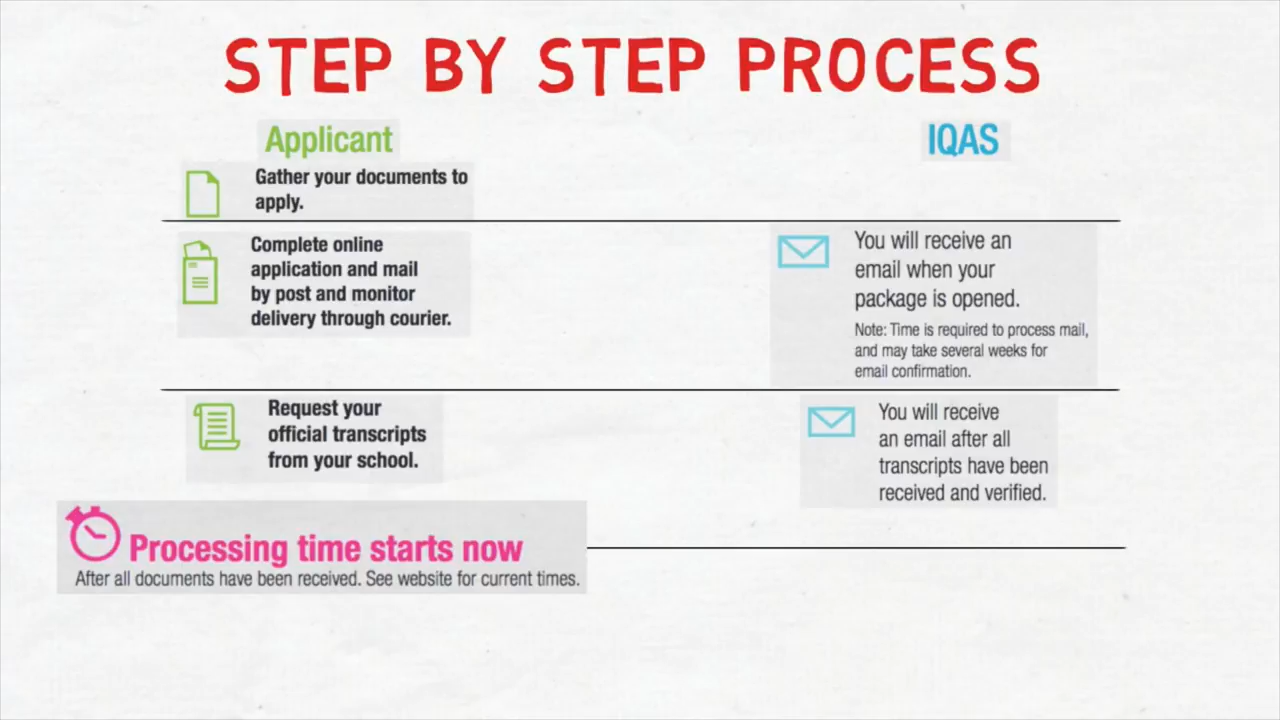 STEP BY STEP PROCESS
Applicant
IQAS
Gather your documents to
apply.
Complete online
application and mail
by post and monitor
delivery through courier.
You will receive an
email when your
package is opened.
Note: Time is required to process mail,
and may take several weeks for
email confirmation.
Request your
official transcripts
from your school.
You will receive
an email after all
transcripts have been
received and verified.
Processing time starts now
After all documents have been received. See website for current times.